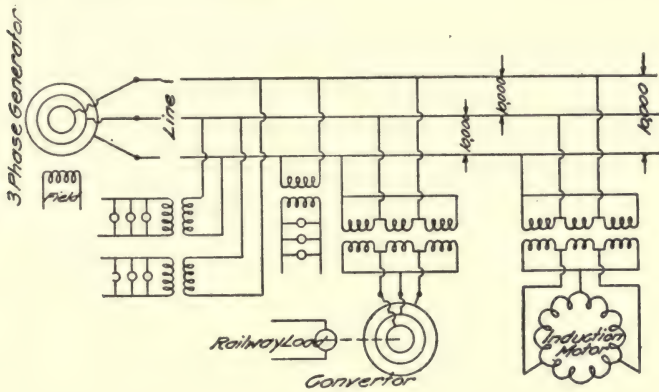 3 Phase Generator
Field
Line
10,000
10,000
10,000
Railway Load
Convertor
Induction
Motor